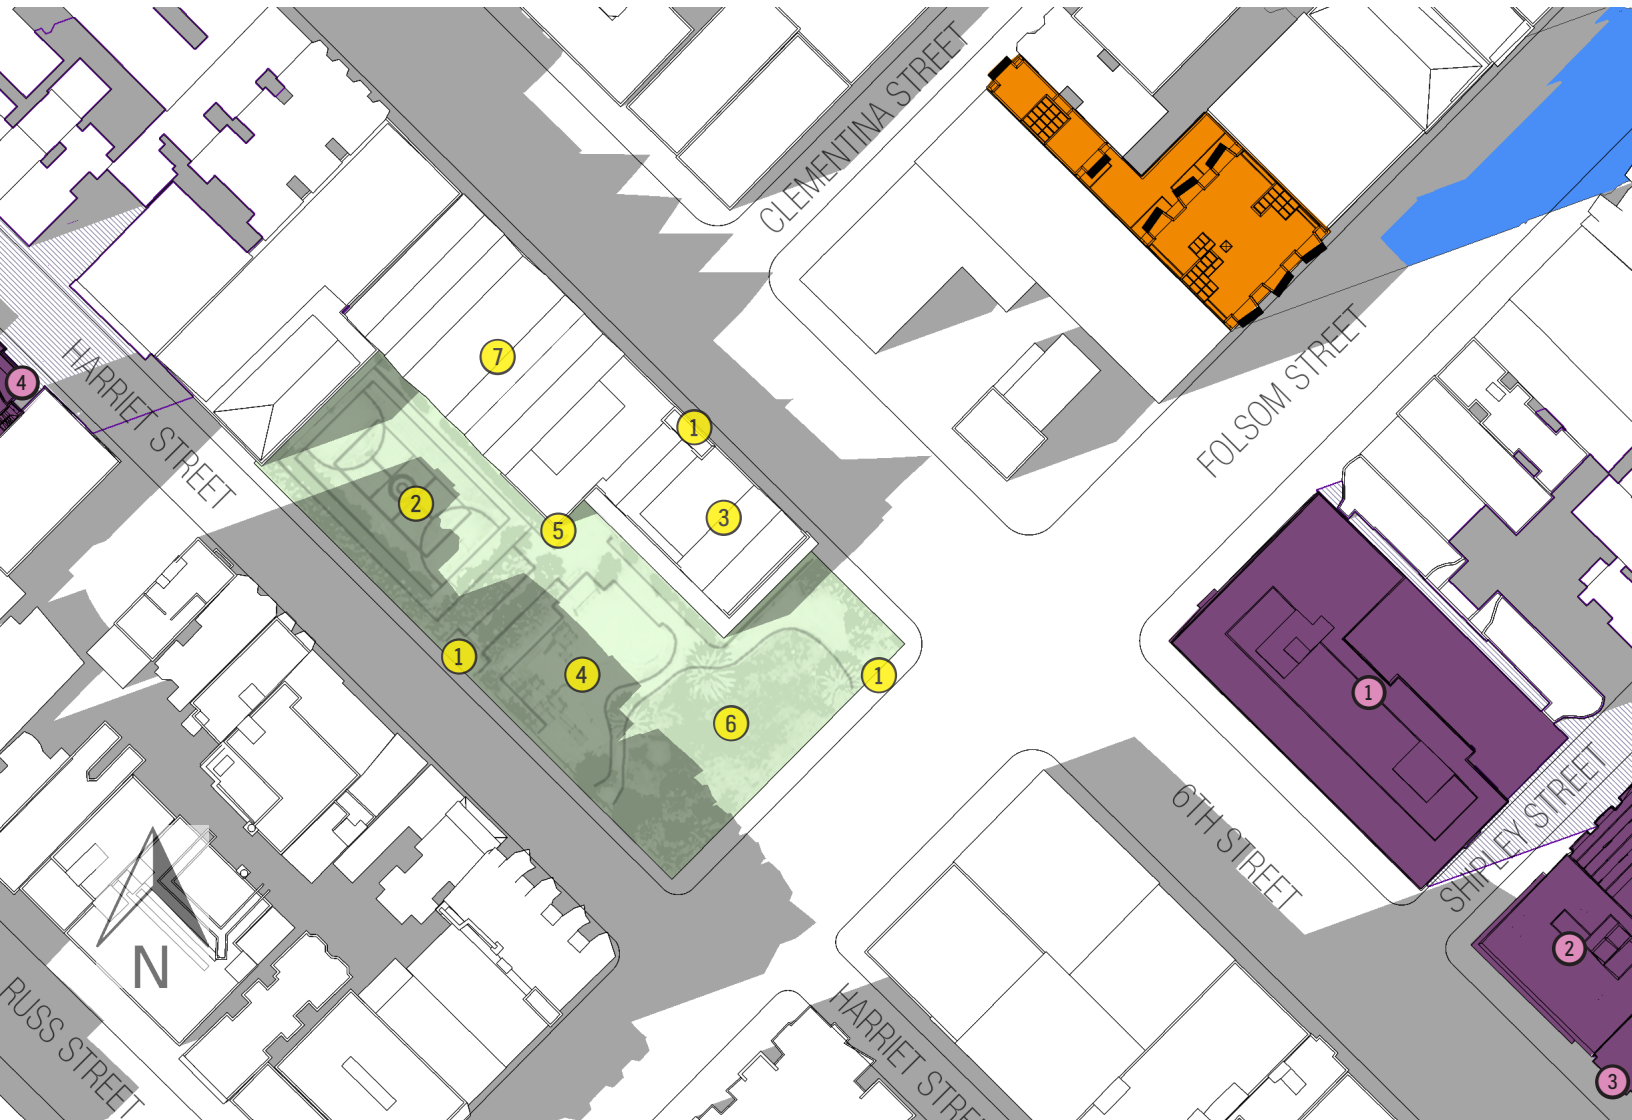 CLEMENTINA STREET
FOLSOM STREET
HARRIET STREET
4
7
1
2
5
3
1
4
1
6
1
6TH STREET
SHIPLEY STREET
2
3
N
RUSS STREET
HARRIET STREET